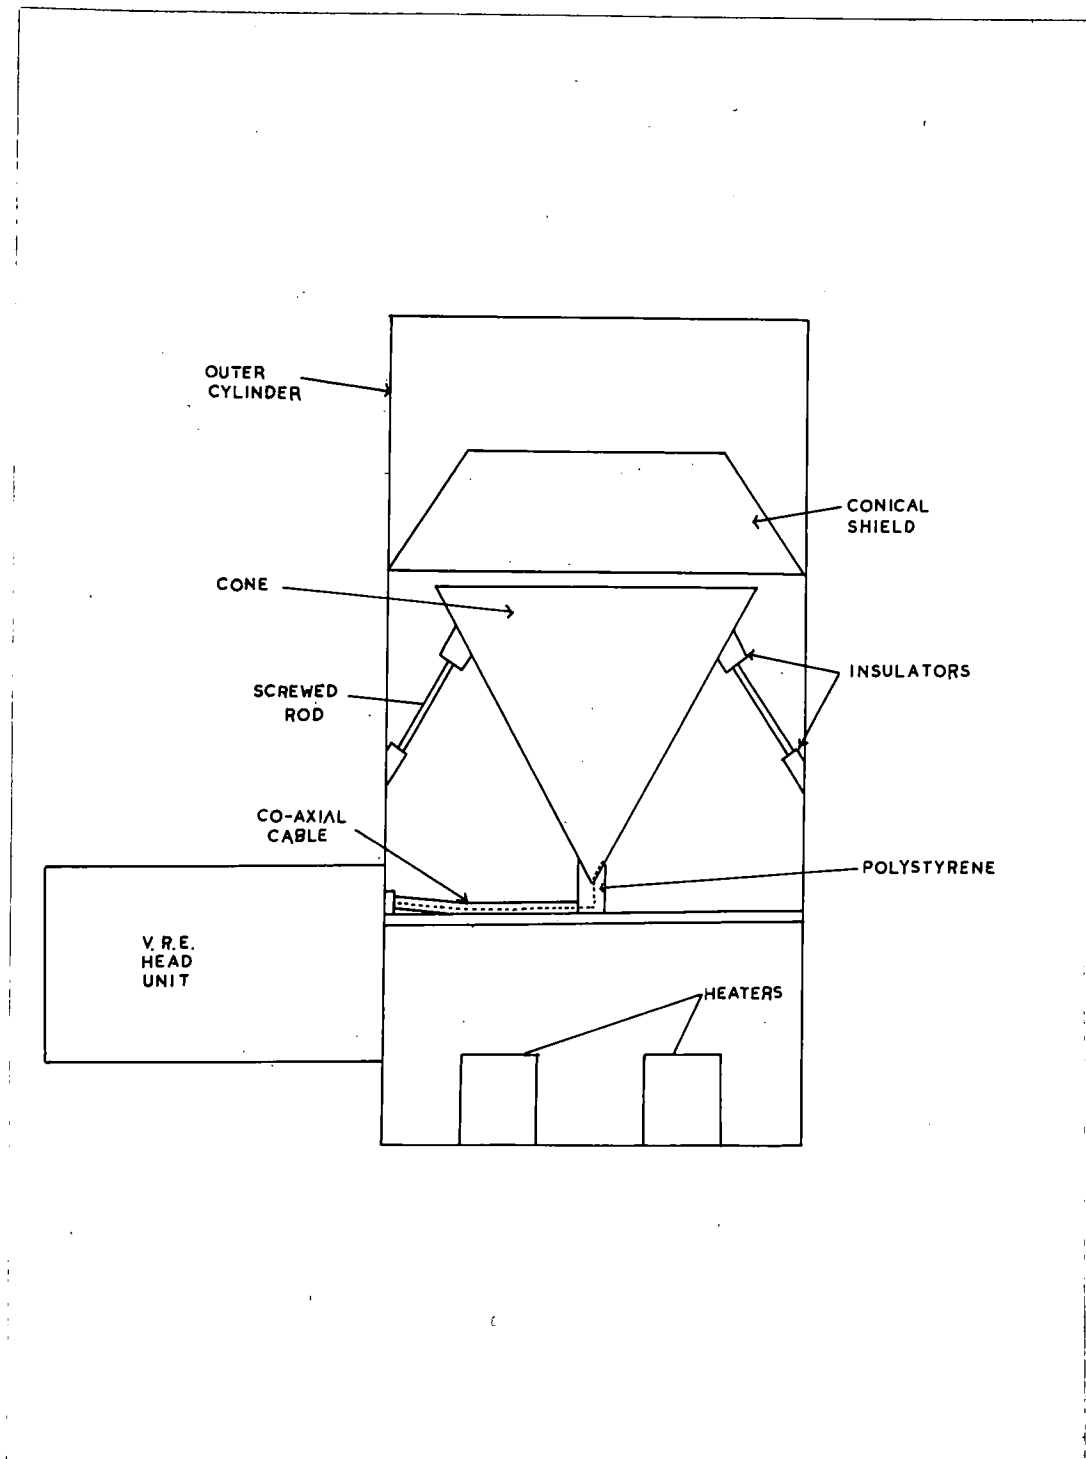 OUTER
CYLINDER
CONICAL
SHIELD
CONE
INSULATORS
SCREWED
ROD
CO-AXIAL
CABLE
POLYSTYRENE
V. R. E.
HEAD
UNIT
HEATERS